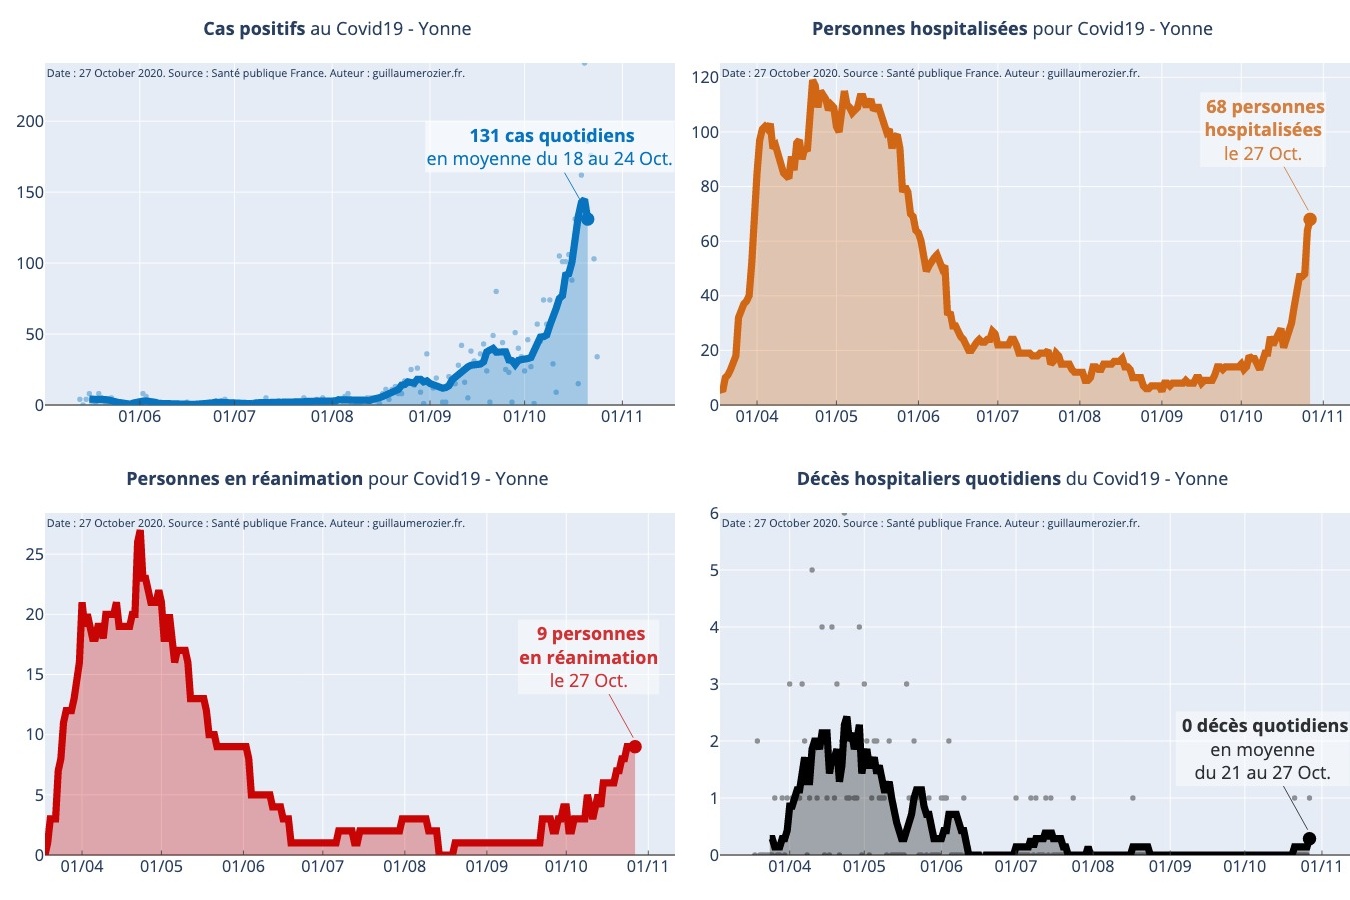 Cas positifs au Covid19 - Yonne
Date : 27 October 2020. Source : Santé publique France. Auteur : guillaumerozier.fr.
200
150
100
50
0
131 cas quotidiens
en moyenne du 18 au 24 Oct.
01/06 01/07 01/08 01/09 01/10 01/11
Personnes hospitalisées pour Covid19 - Yonne
Date : 27 October 2020. Source : Santé publique France. Auteur : guillaumerozier.fr.
120
100
80
60
40
20
0
68 personnes
hospitalisées
le 27 Oct.
01/04 01/05 01/06 01/07 01/08 01/09 01/10 01/11
Personnes en réanimation pour Covid19 - Yonne
Date : 27 October 2020. Source : Santé publique France. Auteur : guillaumerozier.fr.
25
20
15
10
5
0
9 personnes
en réanimation
le 27 Oct.
01/04 01/05 01/06 01/07 01/08 01/09 01/10 01/11
Décès hospitaliers quotidiens du Covid19 - Yonne
Date : 27 October 2020. Source : Santé publique France. Auteur : guillaumerozier.fr.
6
5
4
3
2
1
0
0 décès quotidiens
en moyenne
du 21 au 27 Oct.
01/04 01/05 01/06 01/07 01/08 01/09 01/10 01/11